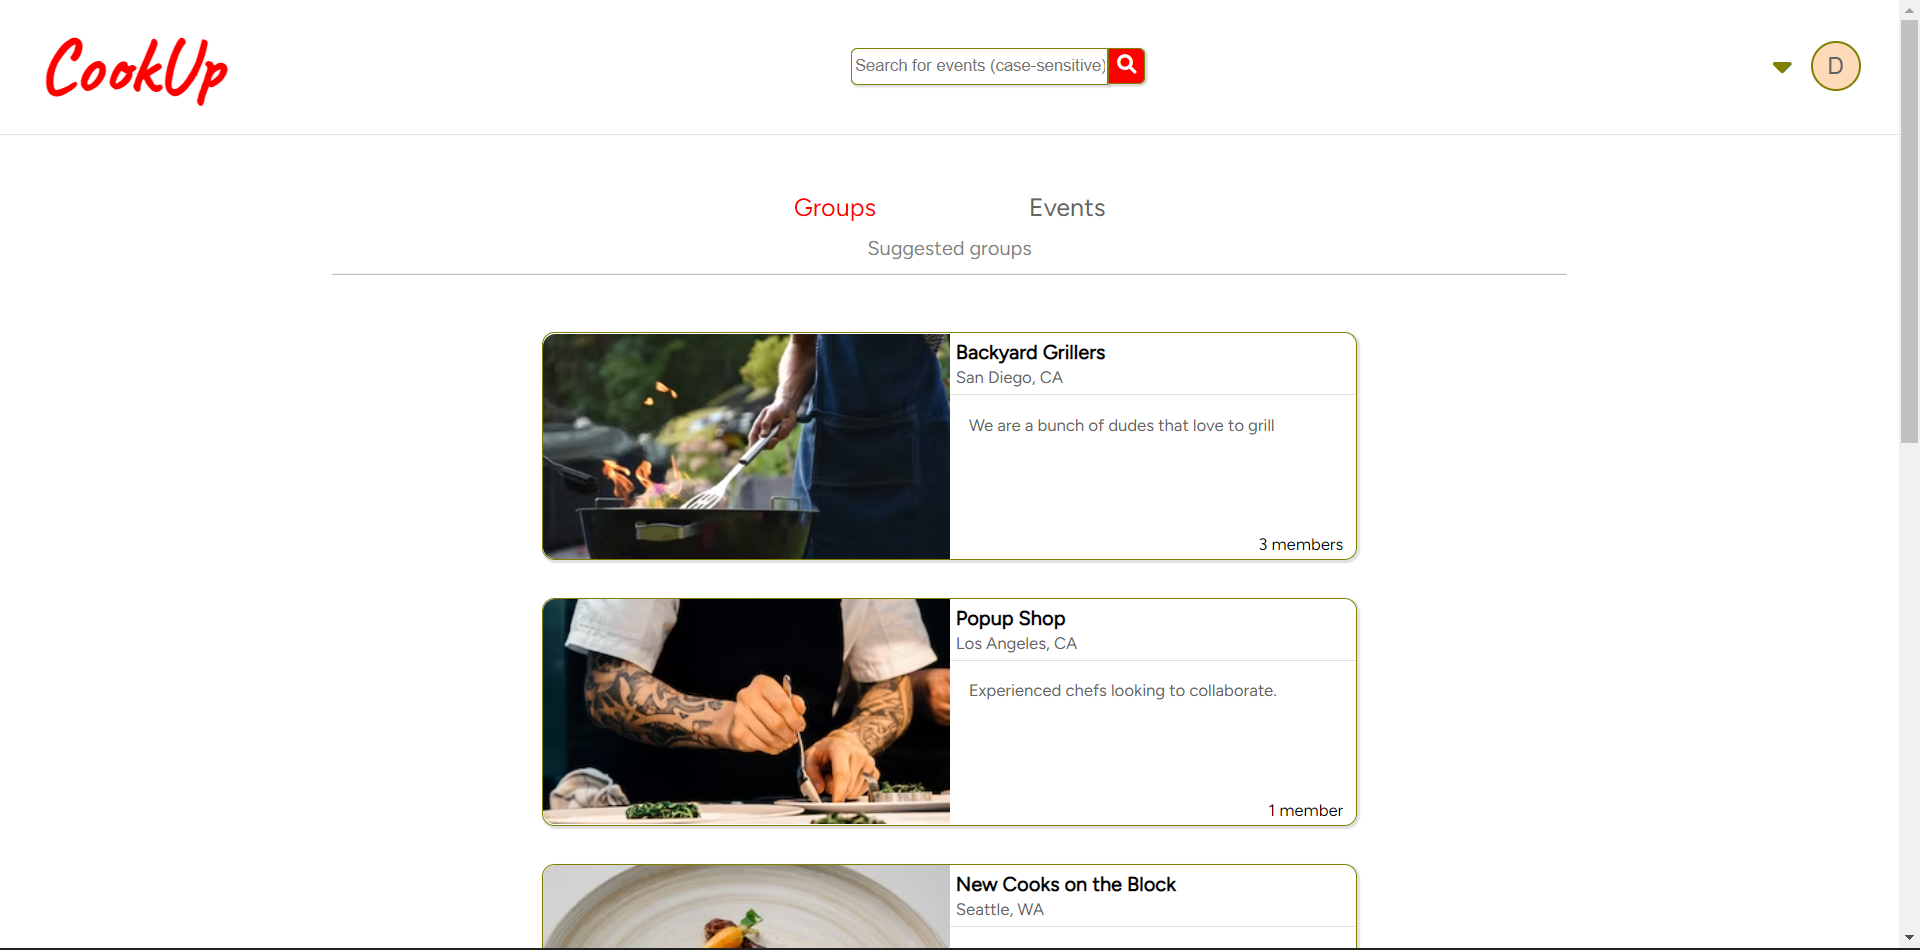 CookUp
Search for events (case-sensitive)
D
Groups
Events
Suggested groups
Backyard Grillers
San Diego, CA
We are a bunch of dudes that love to grill
3 members
Popup Shop
Los Angeles, CA
Experienced chefs looking to collaborate.
1 member
New Cooks on the Block
Seattle, WA